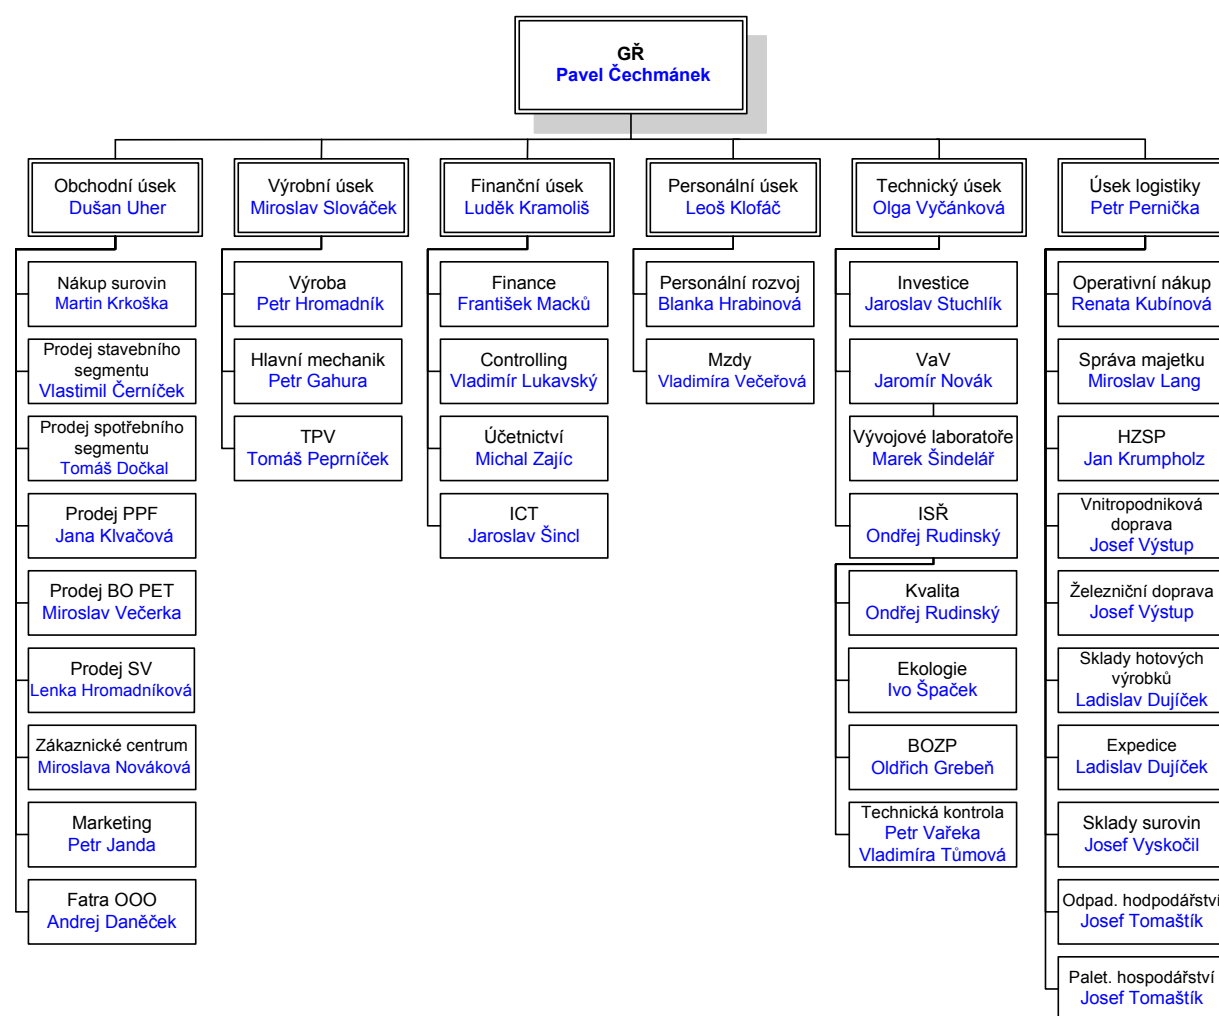 GŘ
Pavel Čechmánek
Obchodní úsek
Dušan Uher
Výrobní úsek
Miroslav Slováček
Finanční úsek
Luděk Kramoliš
Personální úsek
Leoš Klofáč
Technický úsek
Olga Vyčánková
Úsek logistiky
Petr Pernička
Nákup surovin
Martin Krkoška
Prodej stavebního
segmentu
Vlastimil Černíček
Prodej spotřebního
segmentu
Tomáš Dočkal
Prodej PPF
Jana Klvačová
Prodej BO PET
Miroslav Večerka
Prodej SV
Lenka Hromadníková
Zákaznické centrum
Miroslava Nováková
Marketing
Petr Janda
Fatra OOO
Andrej Daněček
Výroba
Petr Hromadník
Hlavní mechanik
Petr Gahura
TPV
Tomáš Peprníček
Finance
František Macků
Controlling
Vladimír Lukavský
Účetnictví
Michal Zajíc
ICT
Jaroslav Šincl
Personální rozvoj
Blanka Hrabinová
Mzdy
Vladimíra Večeřová
Investice
Jaroslav Stuchlík
VaV
Jaromír Novák
Vývojové laboratoře
Marek Šindelář
ISŘ
Ondřej Rudinský
Kvalita
Ondřej Rudinský
Ekologie
Ivo Špaček
BOZP
Oldřich Grebeň
Technická kontrola
Petr Vařeka
Vladimíra Tůmová
Operativní nákup
Renata Kubínová
Správa majetku
Miroslav Lang
HZSP
Jan Krumpholz
Vnitropodniková
doprava
Josef Výstup
Železniční doprava
Josef Výstup
Sklady hotových
výrobků
Ladislav Dujíček
Expedice
Ladislav Dujíček
Sklady surovin
Josef Vyskočil
Odpad. hodpodářství
Josef Tomaštík
Palet. hospodářství
Josef Tomaštík